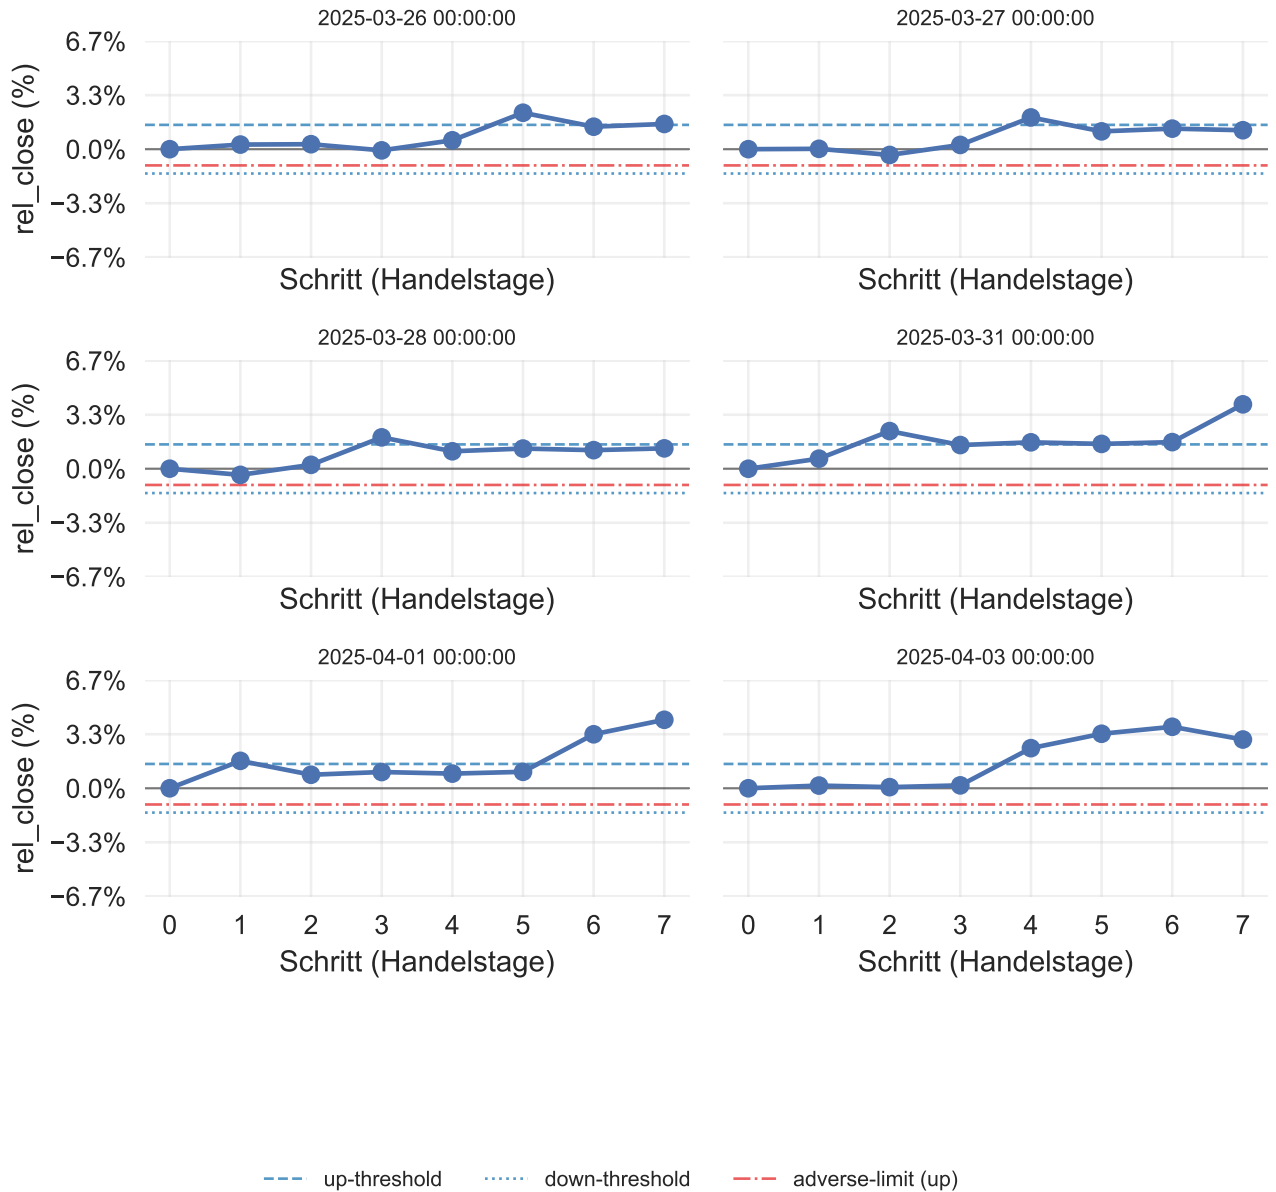 2025-03-26 00:00:00
2025-03-27 00:00:00
6.7%
3.3%
0.0%
−3.3%
−6.7%
rel_close (%)
Schritt (Handelstage)
Schritt (Handelstage)
2025-03-28 00:00:00
2025-03-31 00:00:00
6.7%
3.3%
0.0%
−3.3%
−6.7%
rel_close (%)
Schritt (Handelstage)
Schritt (Handelstage)
2025-04-01 00:00:00
2025-04-03 00:00:00
6.7%
3.3%
0.0%
−3.3%
−6.7%
rel_close (%)
0 1 2 3 4 5 6 7
0 1 2 3 4 5 6 7
Schritt (Handelstage)
Schritt (Handelstage)
up-threshold down-threshold adverse-limit (up)